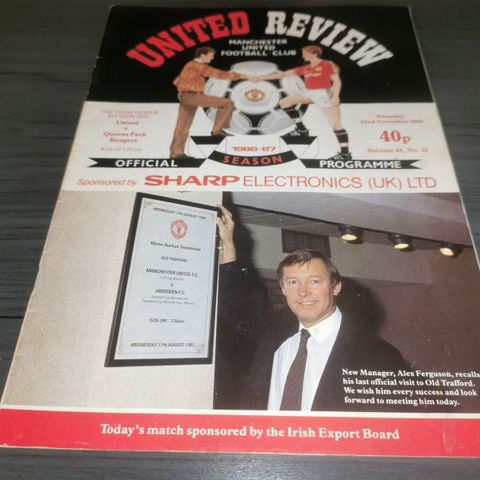 UNITED REVIEW
MANCHESTER
UNITED
FOOTBALL CLUB
THE TODAY LEAGUE
DIVISION ONE
United
v
Queens Park
Rangers
Kick-off 3.00 pm
Saturday
22nd November 1986
40p
Volume 48, No. 12
1986-87
OFFICIAL SEASON PROGRAMME
Sponsored by SHARP ELECTRONICS (UK) LTD
WEDNESDAY 17TH AUGUST 1983
Martin Buchan Testimonial
OLD TRAFFORD
MANCHESTER UNITED F.C.
V
ABERDEEN F.C.
KICK OFF 7.30pm
WEDNESDAY 17TH AUGUST 1983
New Manager, Alex Ferguson, recalls
his last official visit to Old Trafford.
We wish him every success and look
forward to meeting him today.
Today's match sponsored by the Irish Export Board